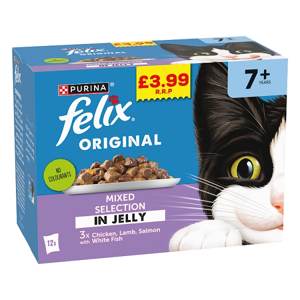 PURINA
felix
ORIGINAL
£3.99
R.R.P
7+
YEARS
NO
COLOURANTS
MIXED
SELECTION
IN JELLY
3x Chicken, Lamb, Salmon
with White Fish
12x